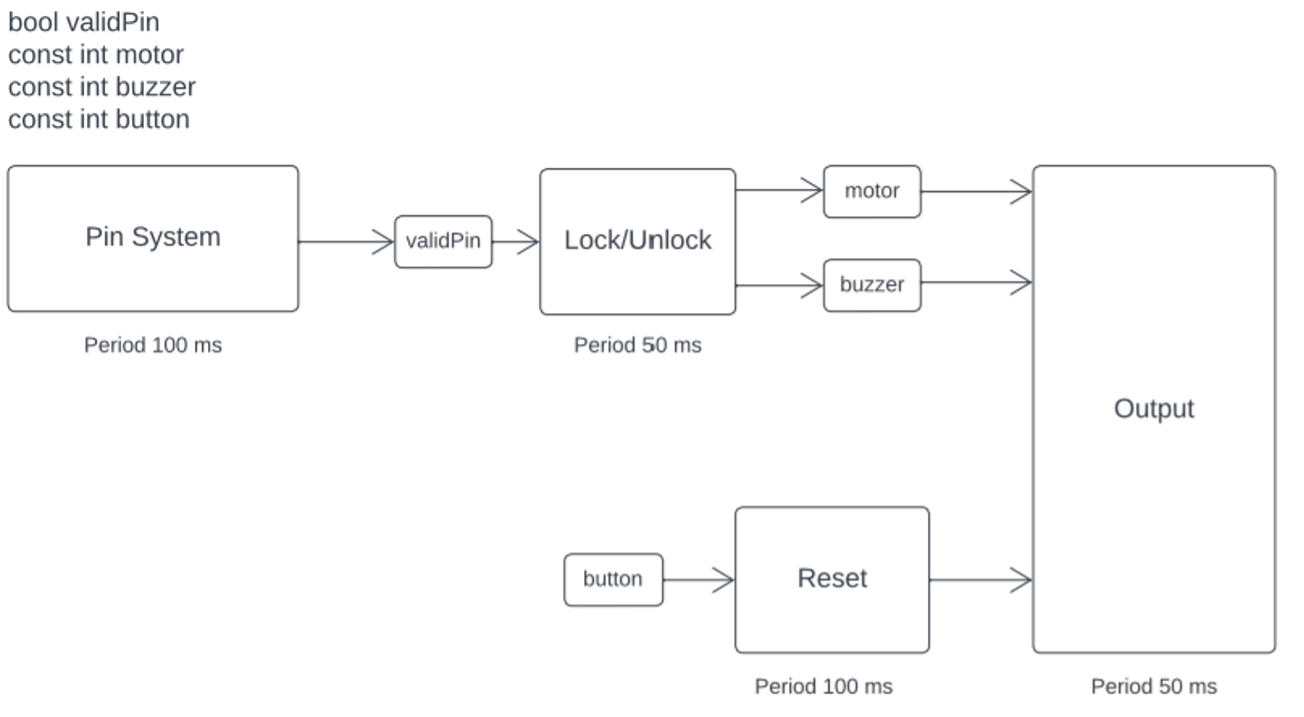 bool validPin
const int motor
const int buzzer
const int button
Pin System
validPin
Lock/Unlock
motor
buzzer
Period 100 ms
Period 50 ms
Output
button
Reset
Period 100 ms
Period 50 ms